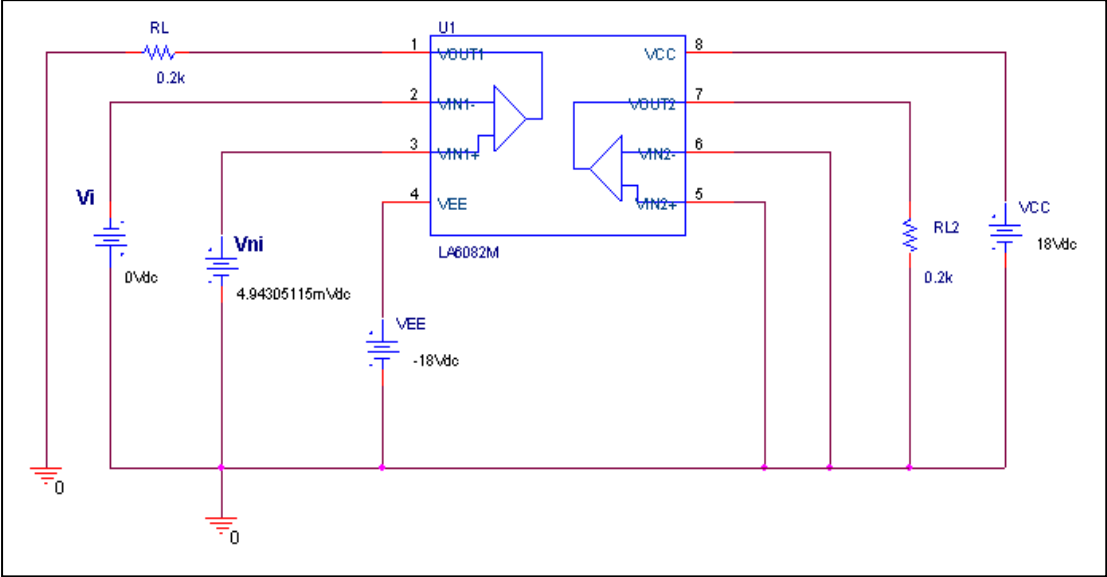 RL
0.2k
U1
1
VOUT1
VCC
8
2
VIN1-
VOUT2
7
3
VIN1+
VIN2-
6
4
VEE
VIN2+
5
LA6082M
Vi
0Vdc
Vni
4.94305115mVdc
VEE
-18Vdc
RL2
0.2k
VCC
18Vdc
0
0